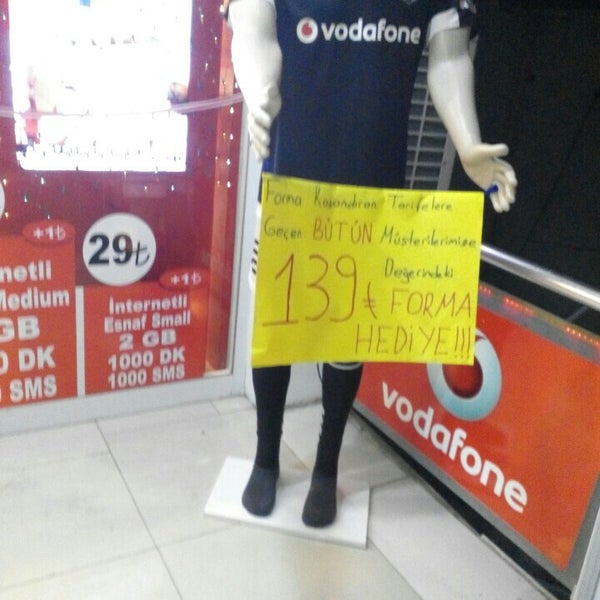 vodafone
Forma Kazandıran Tarifelere
Geçen BÜTÜN Müşterilerimize
139 ₺ Değerindeki
FORMA
HEDİYE!!!
+1₺
netli
Medium
GB
0 DK
0 SMS
29₺
+1₺
İnternetli
Esnaf Small
2 GB
1000 DK
1000 SMS
vodafone